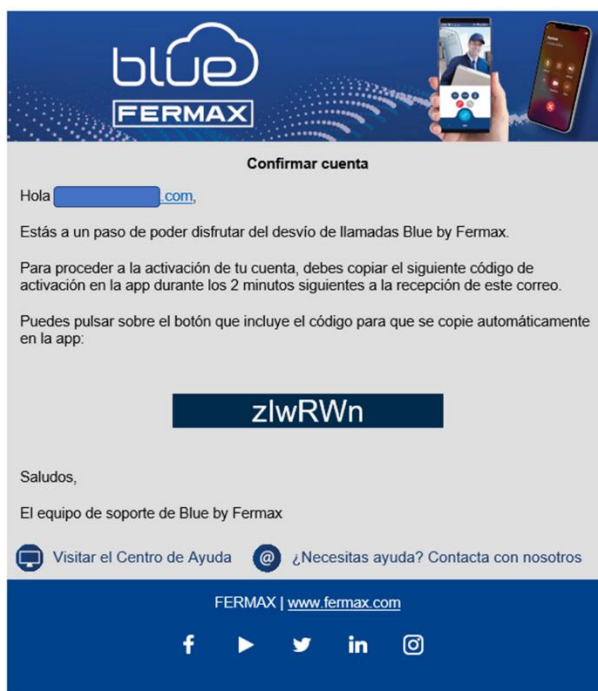 blue
FERMAX
Confirmar cuenta
Hola .com,
Estás a un paso de poder disfrutar del desvío de llamadas Blue by Fermax.
Para proceder a la activación de tu cuenta, debes copiar el siguiente código de
activación en la app durante los 2 minutos siguientes a la recepción de este correo.
Puedes pulsar sobre el botón que incluye el código para que se copie automáticamente
en la app:
zIwRWn
Saludos,
El equipo de soporte de Blue by Fermax
Visitar el Centro de Ayuda @ ¿Necesitas ayuda? Contacta con nosotros
FERMAX | www.fermax.com